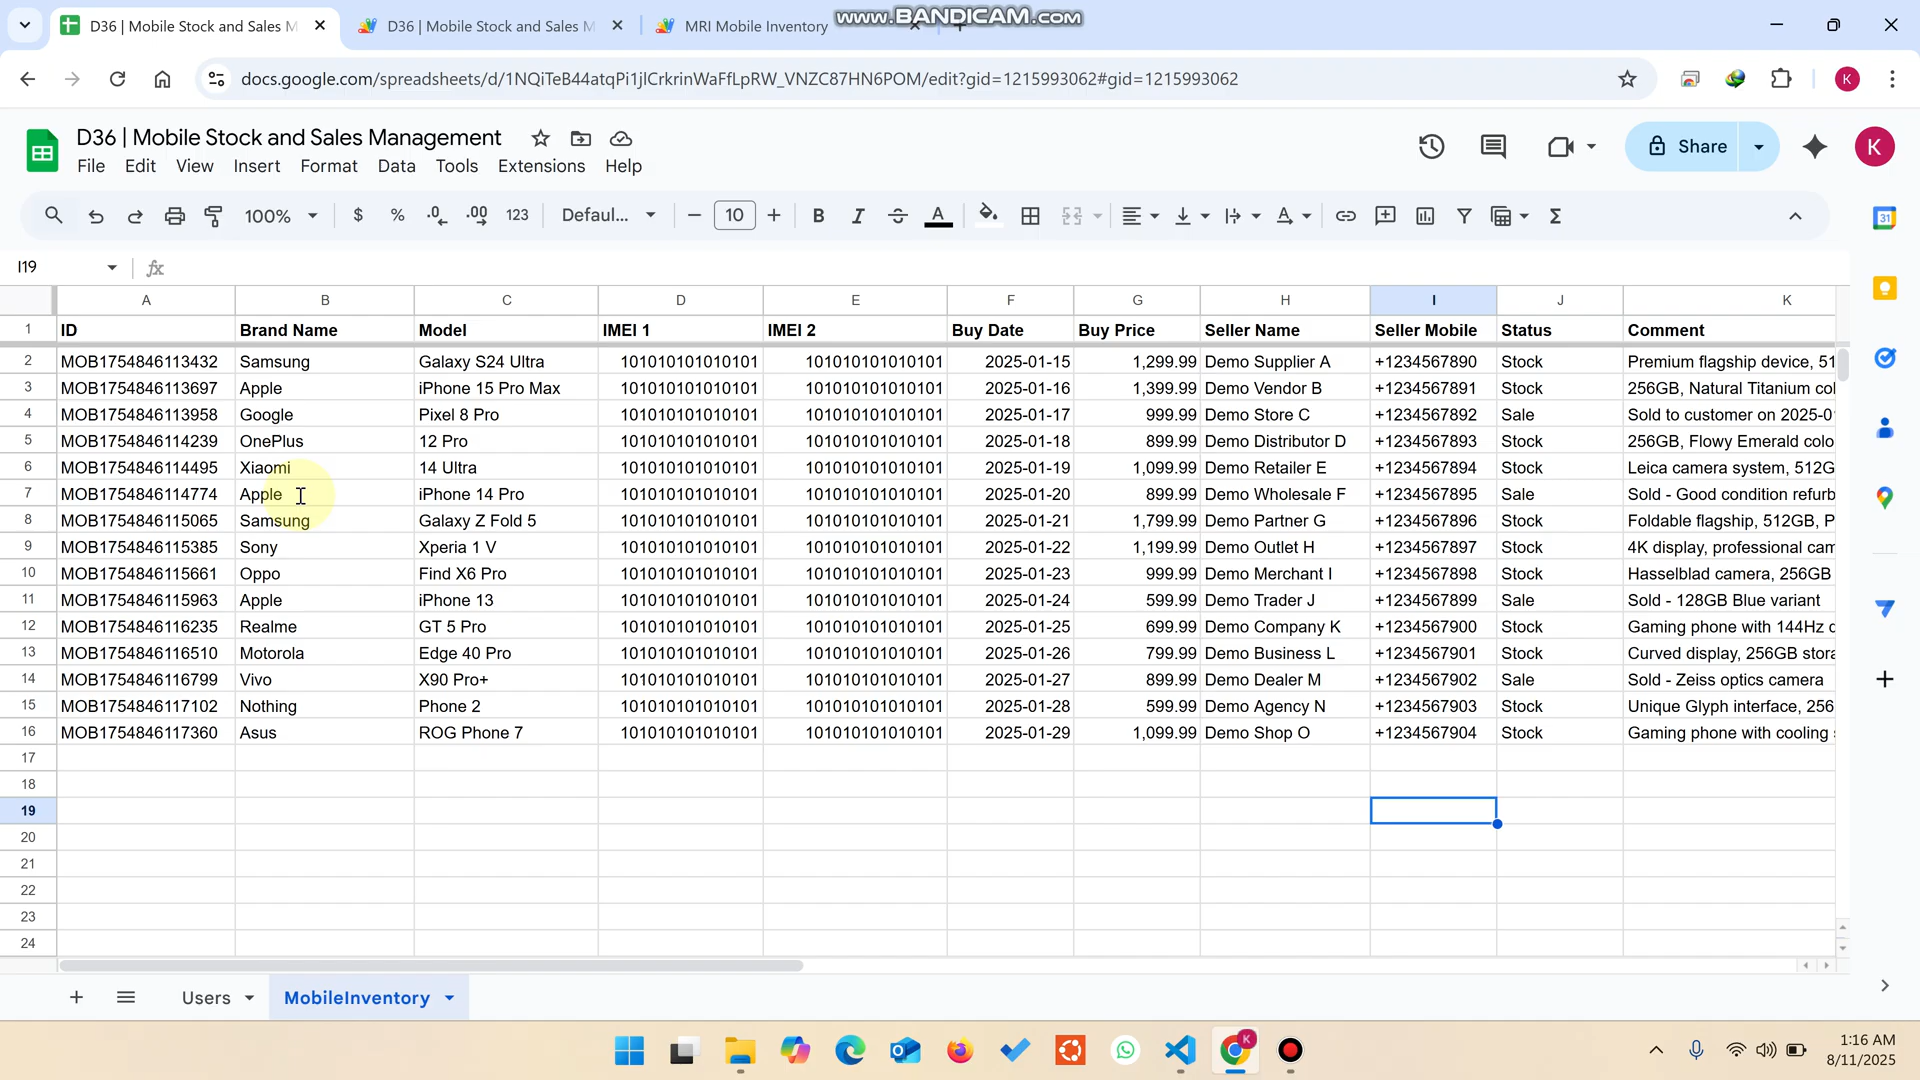 D36 | Mobile Stock and Sales M
D36 | Mobile Stock and Sales M
MRI Mobile Inventory
www.BANDICAM.com
docs.google.com/spreadsheets/d/1NQiTeB44atqPi1jlCrkrinWaFfLpRW_VNZC87HN6POM/edit?gid=1215993062#gid=1215993062
K
D36 | Mobile Stock and Sales Management
File Edit View Insert Format Data Tools Extensions Help
Share
K
100% $ % .0 .00 123 Defaul... 10 B I S A
31
I19 fx
A B C D E F G H I J K
1 ID Brand Name Model IMEI 1 IMEI 2 Buy Date Buy Price Seller Name Seller Mobile Status Comment
2 MOB1754846113432 Samsung Galaxy S24 Ultra 101010101010101 101010101010101 2025-01-15 1,299.99 Demo Supplier A +1234567890 Stock Premium flagship device, 51
3 MOB1754846113697 Apple iPhone 15 Pro Max 101010101010101 101010101010101 2025-01-16 1,399.99 Demo Vendor B +1234567891 Stock 256GB, Natural Titanium col
4 MOB1754846113958 Google Pixel 8 Pro 101010101010101 101010101010101 2025-01-17 999.99 Demo Store C +1234567892 Sale Sold to customer on 2025-0
5 MOB1754846114239 OnePlus 12 Pro 101010101010101 101010101010101 2025-01-18 899.99 Demo Distributor D +1234567893 Stock 256GB, Flowy Emerald colo
6 MOB1754846114495 Xiaomi 14 Ultra 101010101010101 101010101010101 2025-01-19 1,099.99 Demo Retailer E +1234567894 Stock Leica camera system, 512G
7 MOB1754846114774 Apple iPhone 14 Pro 101010101010101 101010101010101 2025-01-20 899.99 Demo Wholesale F +1234567895 Sale Sold - Good condition refurb
8 MOB1754846115065 Samsung Galaxy Z Fold 5 101010101010101 101010101010101 2025-01-21 1,799.99 Demo Partner G +1234567896 Stock Foldable flagship, 512GB, P
9 MOB1754846115385 Sony Xperia 1 V 101010101010101 101010101010101 2025-01-22 1,199.99 Demo Outlet H +1234567897 Stock 4K display, professional cam
10 MOB1754846115661 Oppo Find X6 Pro 101010101010101 101010101010101 2025-01-23 999.99 Demo Merchant I +1234567898 Stock Hasselblad camera, 256GB
11 MOB1754846115963 Apple iPhone 13 101010101010101 101010101010101 2025-01-24 599.99 Demo Trader J +1234567899 Sale Sold - 128GB Blue variant
12 MOB1754846116235 Realme GT 5 Pro 101010101010101 101010101010101 2025-01-25 699.99 Demo Company K +1234567900 Stock Gaming phone with 144Hz d
13 MOB1754846116510 Motorola Edge 40 Pro 101010101010101 101010101010101 2025-01-26 799.99 Demo Business L +1234567901 Stock Curved display, 256GB stora
14 MOB1754846116799 Vivo X90 Pro+ 101010101010101 101010101010101 2025-01-27 899.99 Demo Dealer M +1234567902 Sale Sold - Zeiss optics camera
15 MOB1754846117102 Nothing Phone 2 101010101010101 101010101010101 2025-01-28 599.99 Demo Agency N +1234567903 Stock Unique Glyph interface, 256
16 MOB1754846117360 Asus ROG Phone 7 101010101010101 101010101010101 2025-01-29 1,099.99 Demo Shop O +1234567904 Stock Gaming phone with cooling s
17
18
19
20
21
22
23
24
Users MobileInventory
K
1:16 AM
8/11/2025